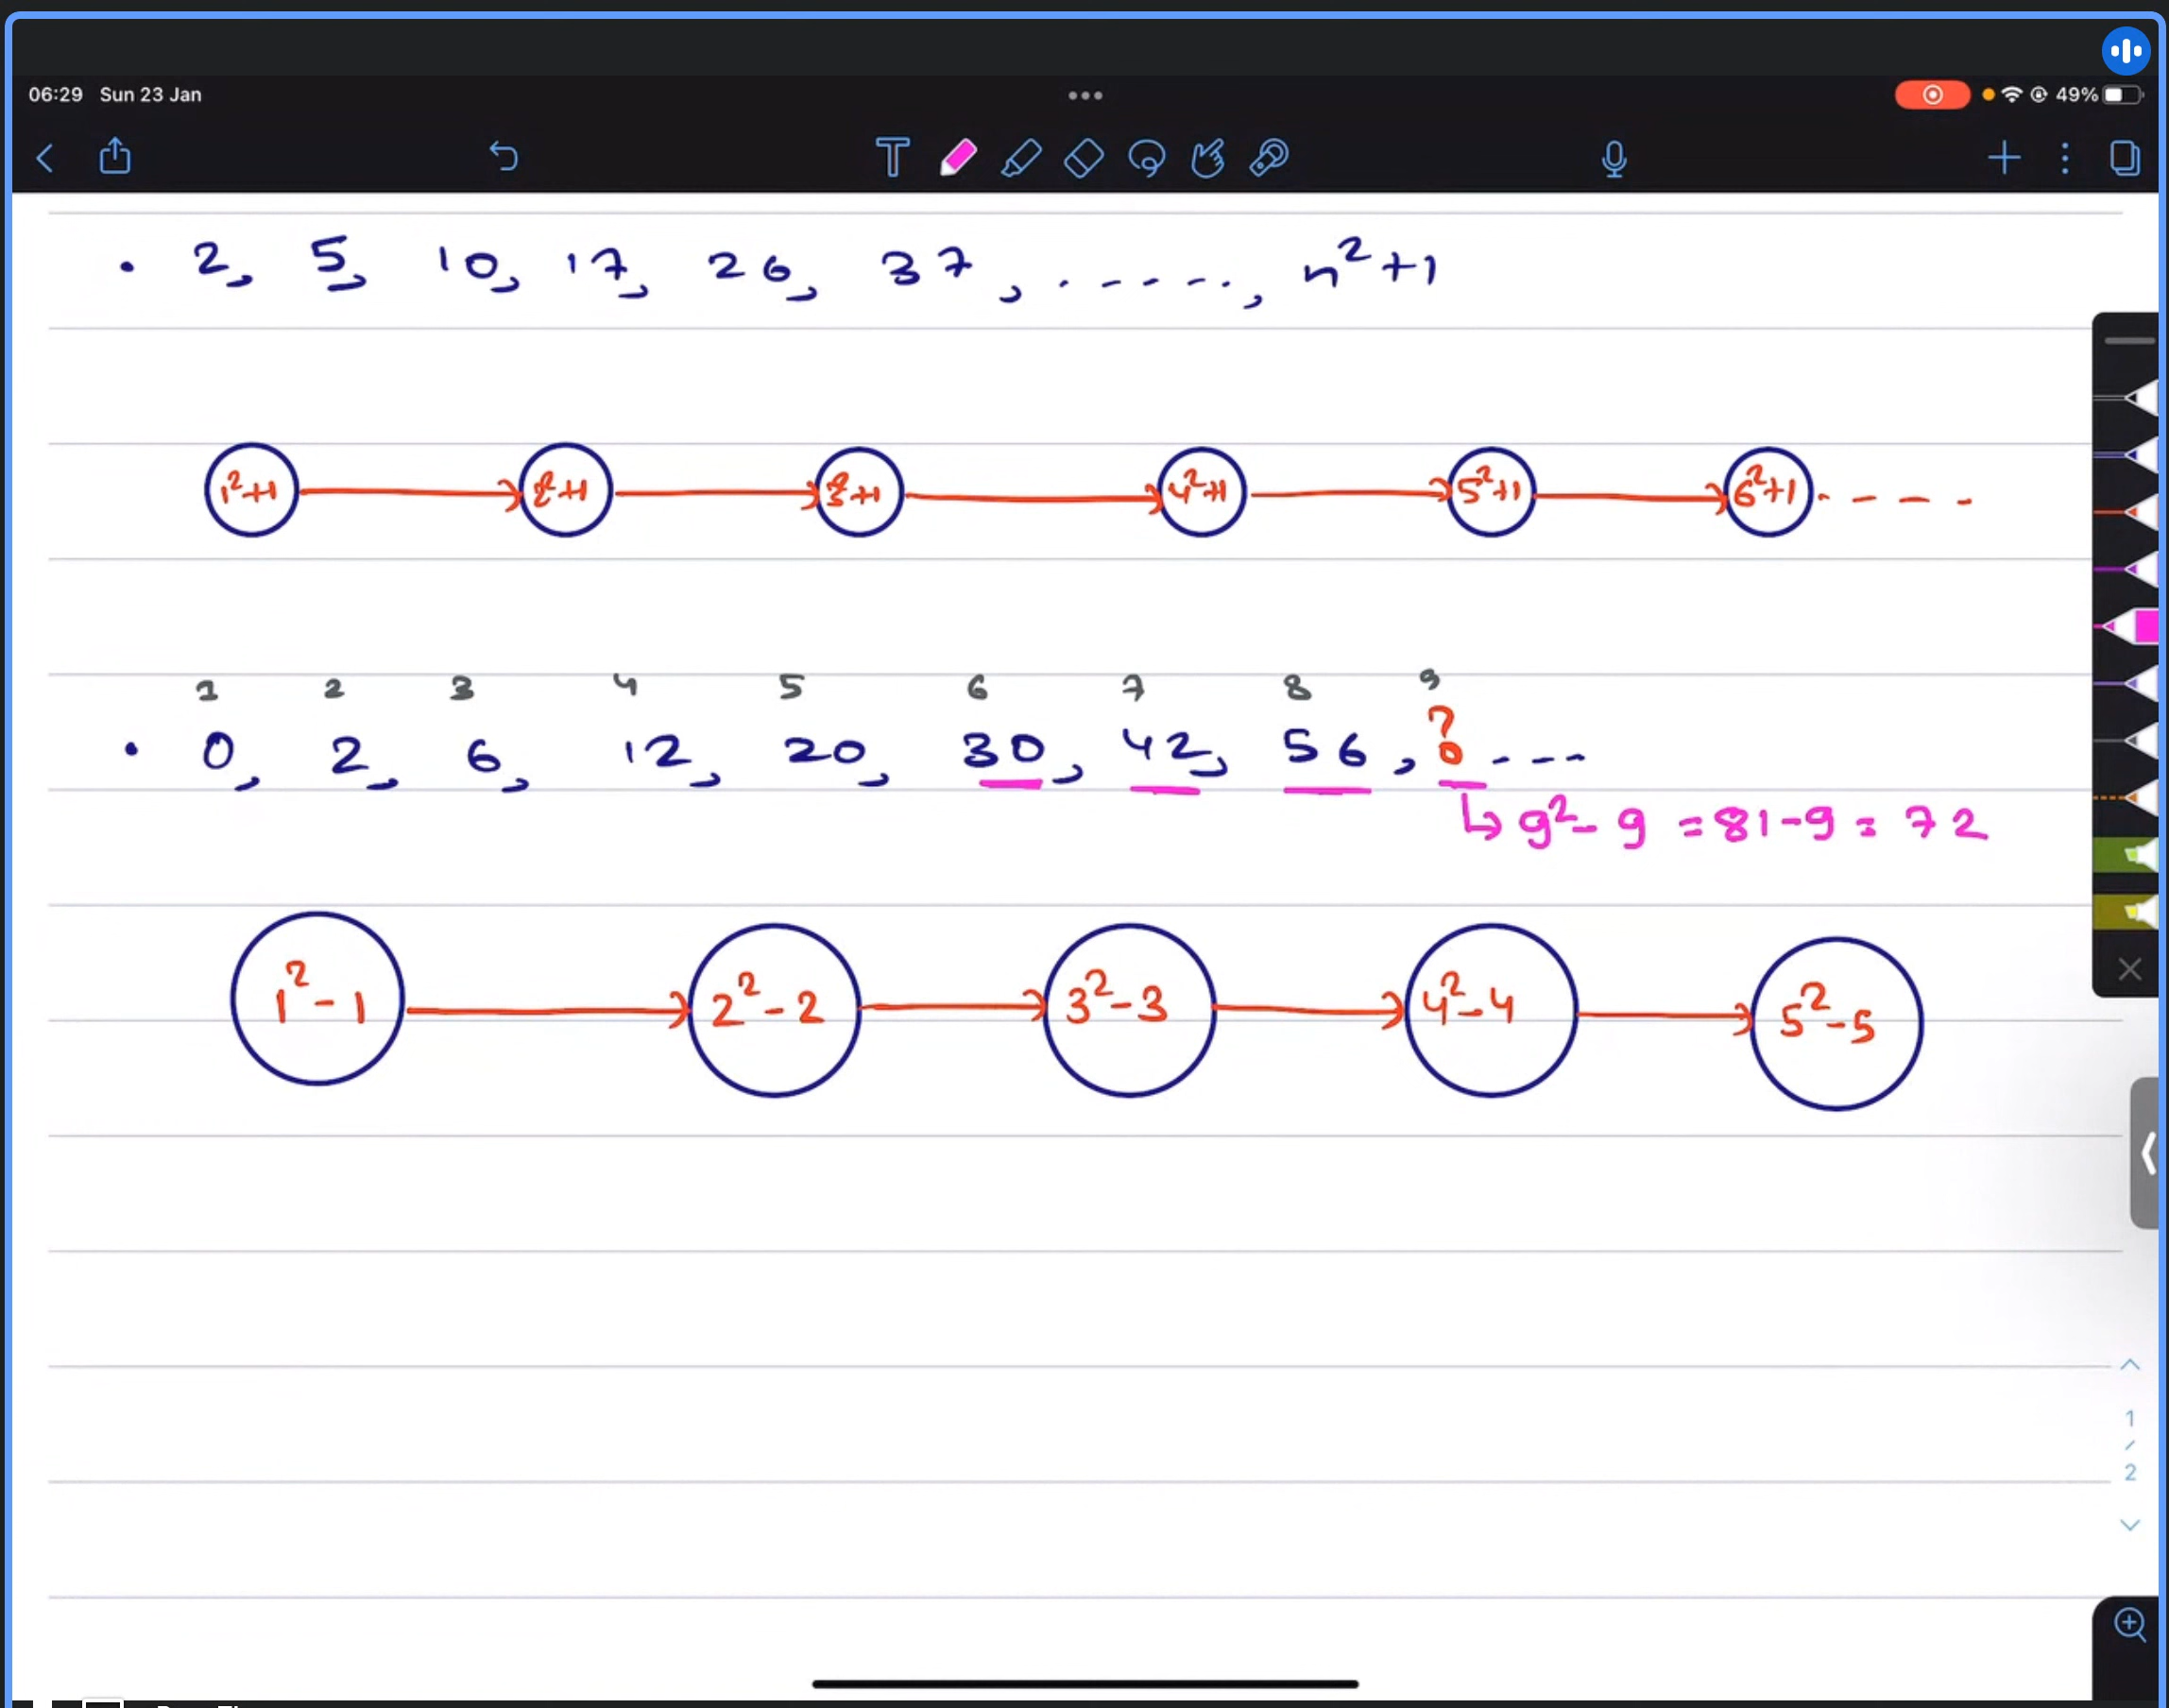 06:29 Sun 23 Jan 49%
T
• 2, 5, 10, 17, 26, 37, ....., n²+1
1²+1 → 2²+1 → 3²+1 → 4²+1 → 5²+1 → 6²+1 - - - -
1 2 3 4 5 6 7 8 9
• 0, 2, 6, 12, 20, 30, 42, 56, ? - - -
↳ 9²- 9 = 81-9 = 72
1²-1 → 2²-2 → 3²-3 → 4²-4 → 5²-5
1
/
2